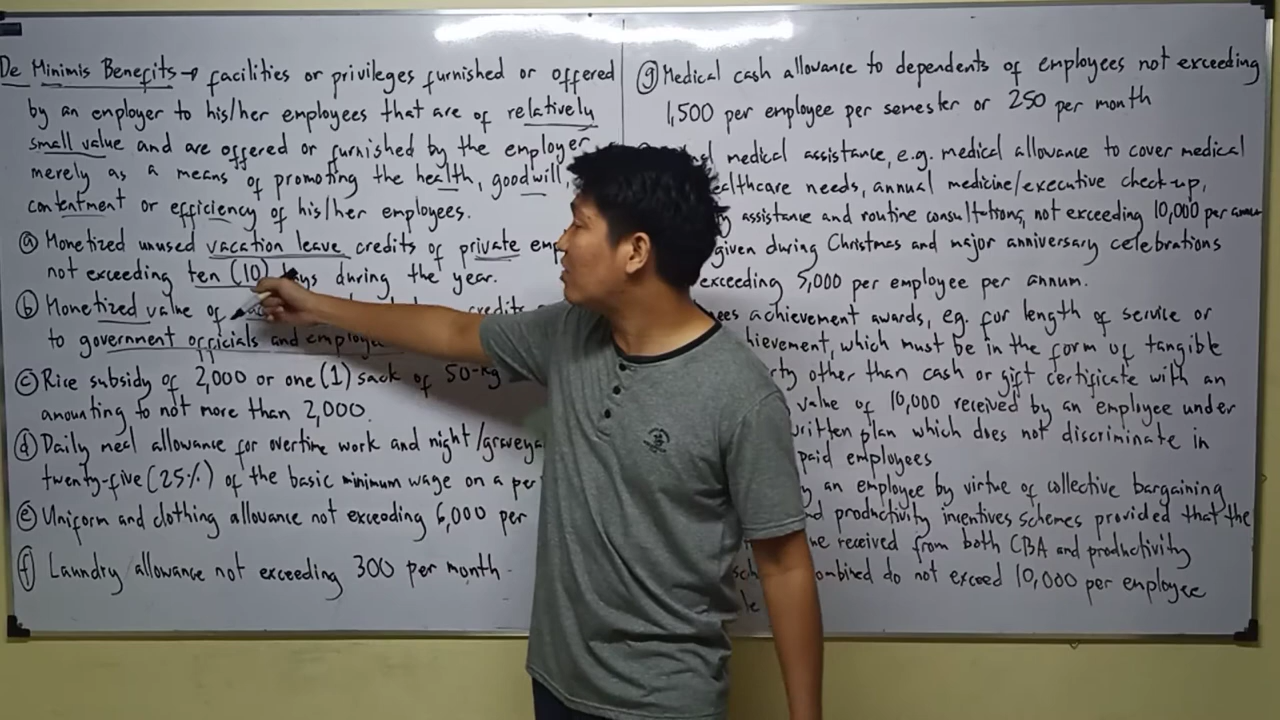 De Minimis Benefits → facilities or privileges furnished or offered
by an employer to his/her employees that are of relatively
small value and are offered or furnished by the employer
merely as a means of promoting the health, goodwill,
contentment or efficiency of his/her employees.
(a) Monetized unused vacation leave credits of private
not exceeding ten (10) days during the year.
(b) Monetized value of credits
to government officials and
(c) Rice subsidy of 2,000 or one (1) sack of 50-kg
amounting to not more than 2,000.
(d) Daily meal allowance for overtime work and night/
twenty-five (25%) of the basic minimum wage on a
(e) Uniform and clothing allowance not exceeding 6,000 per
(f) Laundry allowance not exceeding 300 per month
(g) Medical cash allowance to dependents of employees not exceeding
1,500 per employee per semester or 250 per month
medical assistance, e.g. medical allowance to cover medical
healthcare needs, annual medicine/executive check-up,
assistance and routine consultations, not exceeding 10,000 per
given during Christmas and major anniversary celebrations
exceeding 5,000 per employee per annum.
achievement awards, eg. for length of service or
which must be in the form of tangible
other than cash or gift certificate with an
value of 10,000 received by an employee under
written plan which does not discriminate in
paid employees
an employee by virtue of collective bargaining
productivity incentives schemes provided that the
received from both CBA and productivity
combined do not exceed 10,000 per employee